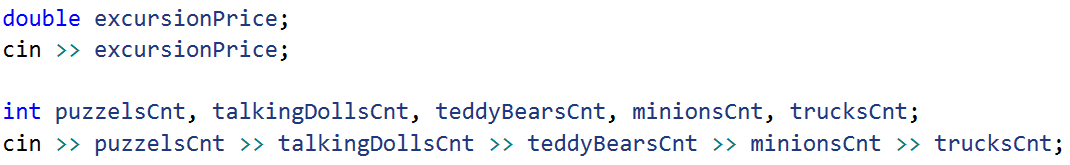 double excursionPrice;
cin >> excursionPrice;
int puzzelsCnt, talkingDollsCnt, teddyBearsCnt, minionsCnt, trucksCnt;
cin >> puzzelsCnt >> talkingDollsCnt >> teddyBearsCnt >> minionsCnt >> trucksCnt;